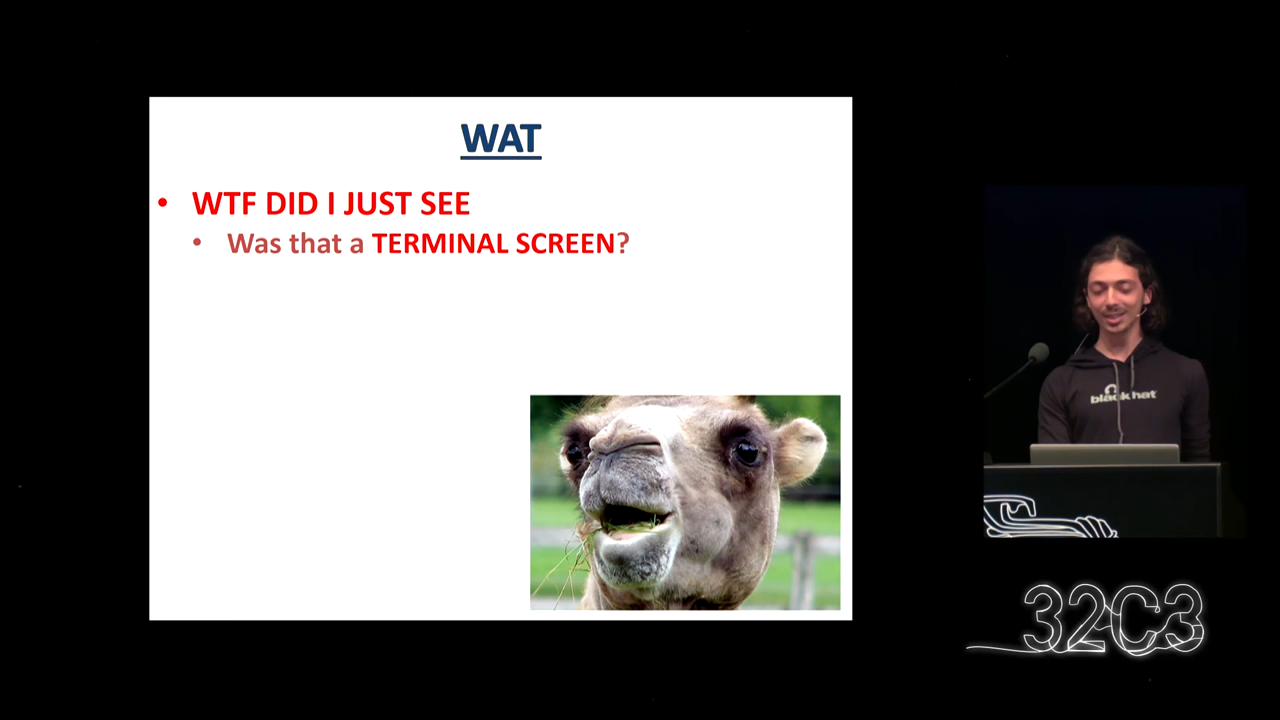 WAT
• WTF DID I JUST SEE
• Was that a TERMINAL SCREEN?
black hat
32C3